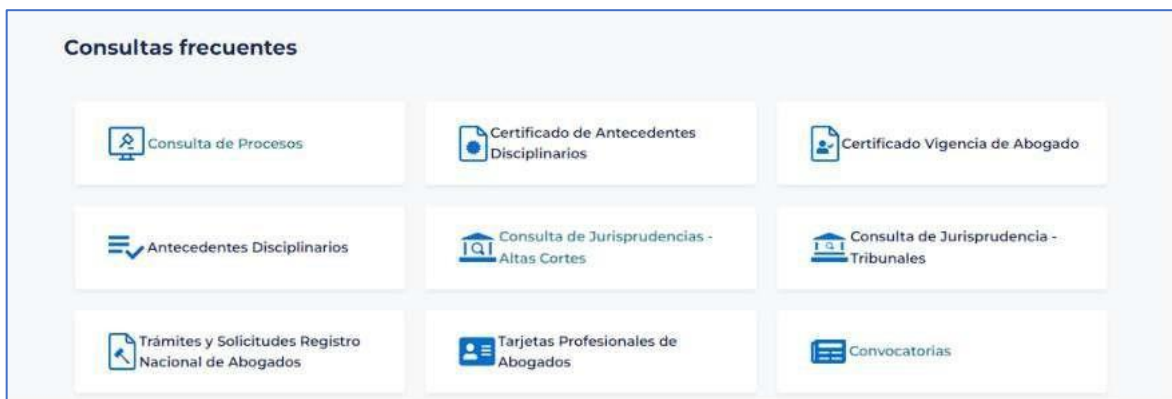 Consultas frecuentes
Consulta de Procesos
Certificado de Antecedentes
Disciplinarios
Certificado Vigencia de Abogado
Antecedentes Disciplinarios
Consulta de Jurisprudencias -
Altas Cortes
Consulta de Jurisprudencia -
Tribunales
Trámites y Solicitudes Registro
Nacional de Abogados
Tarjetas Profesionales de
Abogados
Convocatorias